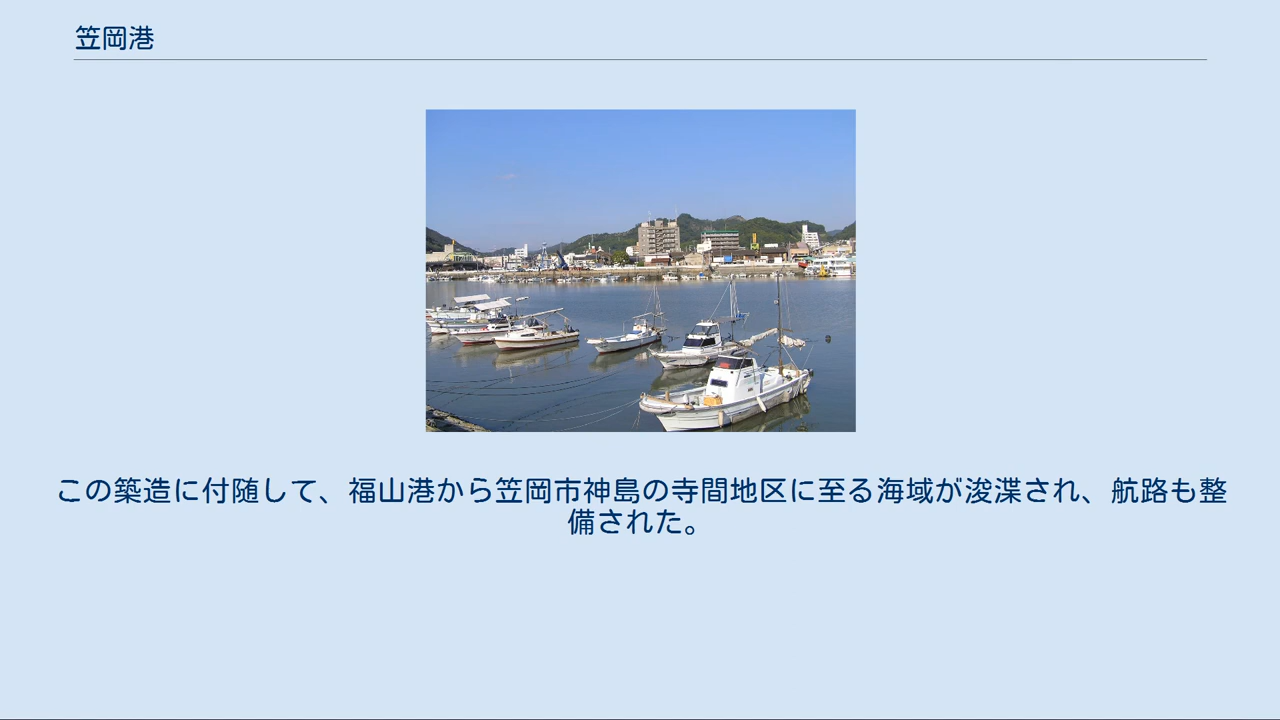 笠岡港
この築造に付随して、福山港から笠岡市神島の寺間地区に至る海域が浚渫され、航路も整
備された。